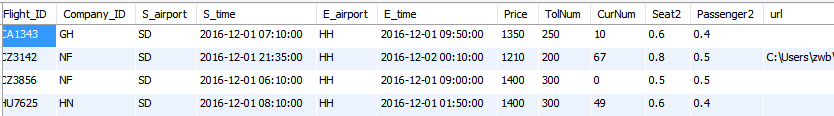 Flight_ID Company_ID S_airport S_time E_airport E_time Price TolNum CurNum Seat2 Passenger2 url
CA1343 GH SD 2016-12-01 07:10:00 HH 2016-12-01 09:50:00 1350 250 10 0.6 0.4
CZ3142 NF SD 2016-12-01 21:35:00 HH 2016-12-02 00:10:00 1210 200 67 0.8 0.5 C:\Users\zwb\
CZ3856 NF SD 2016-12-01 06:10:00 HH 2016-12-01 09:00:00 1400 300 0 0.5 0.5
HU7625 HN SD 2016-12-01 08:10:00 HH 2016-12-01 01:50:00 1400 300 49 0.6 0.4